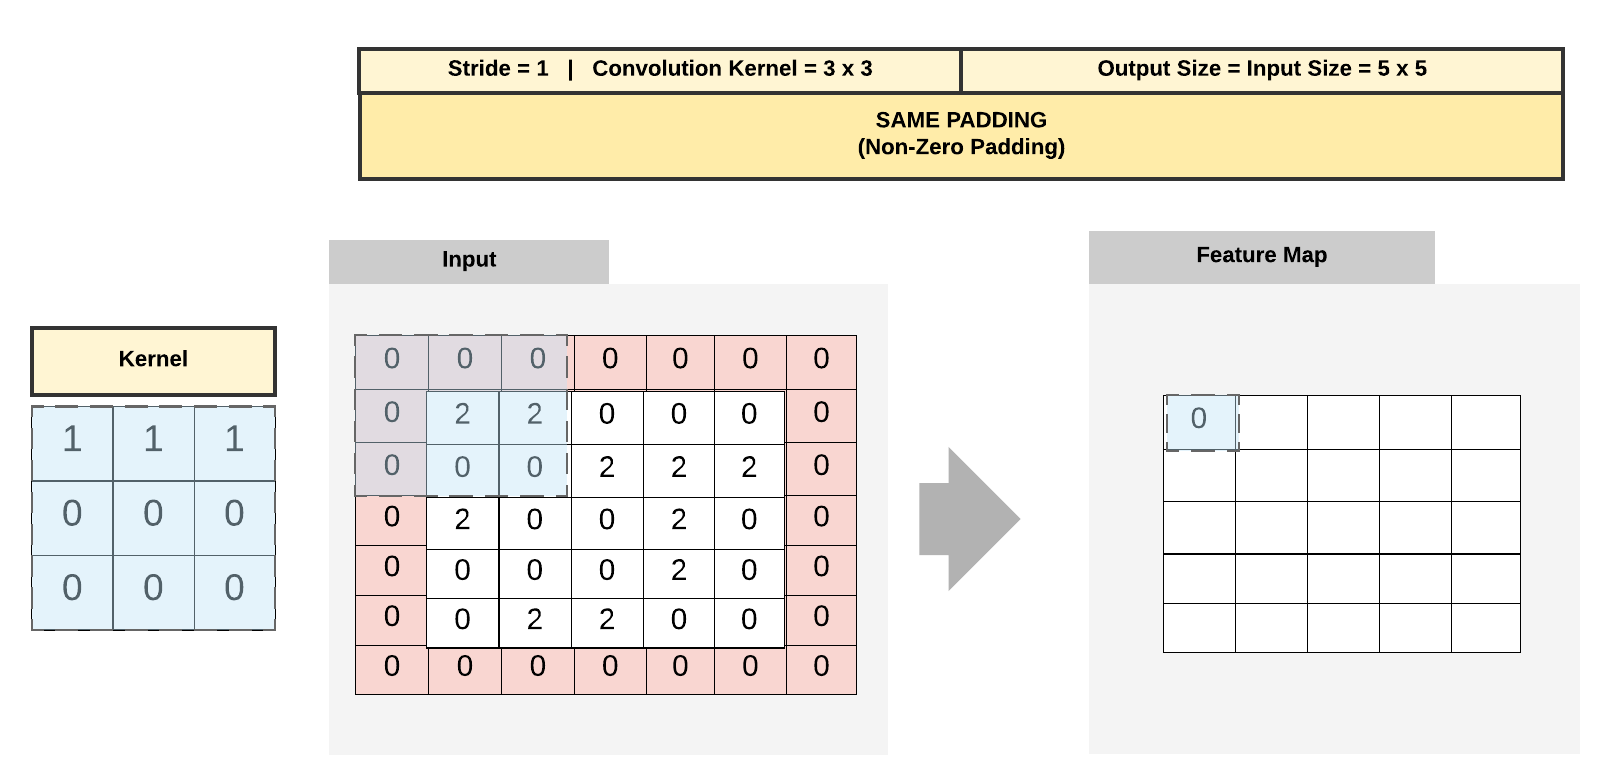 Stride = 1 | Convolution Kernel = 3 x 3
Output Size = Input Size = 5 x 5
SAME PADDING
(Non-Zero Padding)
Input
Feature Map
Kernel
1 1 1
0 0 0
0 0 0
0 0 0 0 0 0 0
0 2 2 0 0 0 0
0 0 0 2 2 2 0
0 2 0 0 2 0 0
0 0 0 0 2 0 0
0 0 2 2 0 0 0
0 0 0 0 0 0 0
0